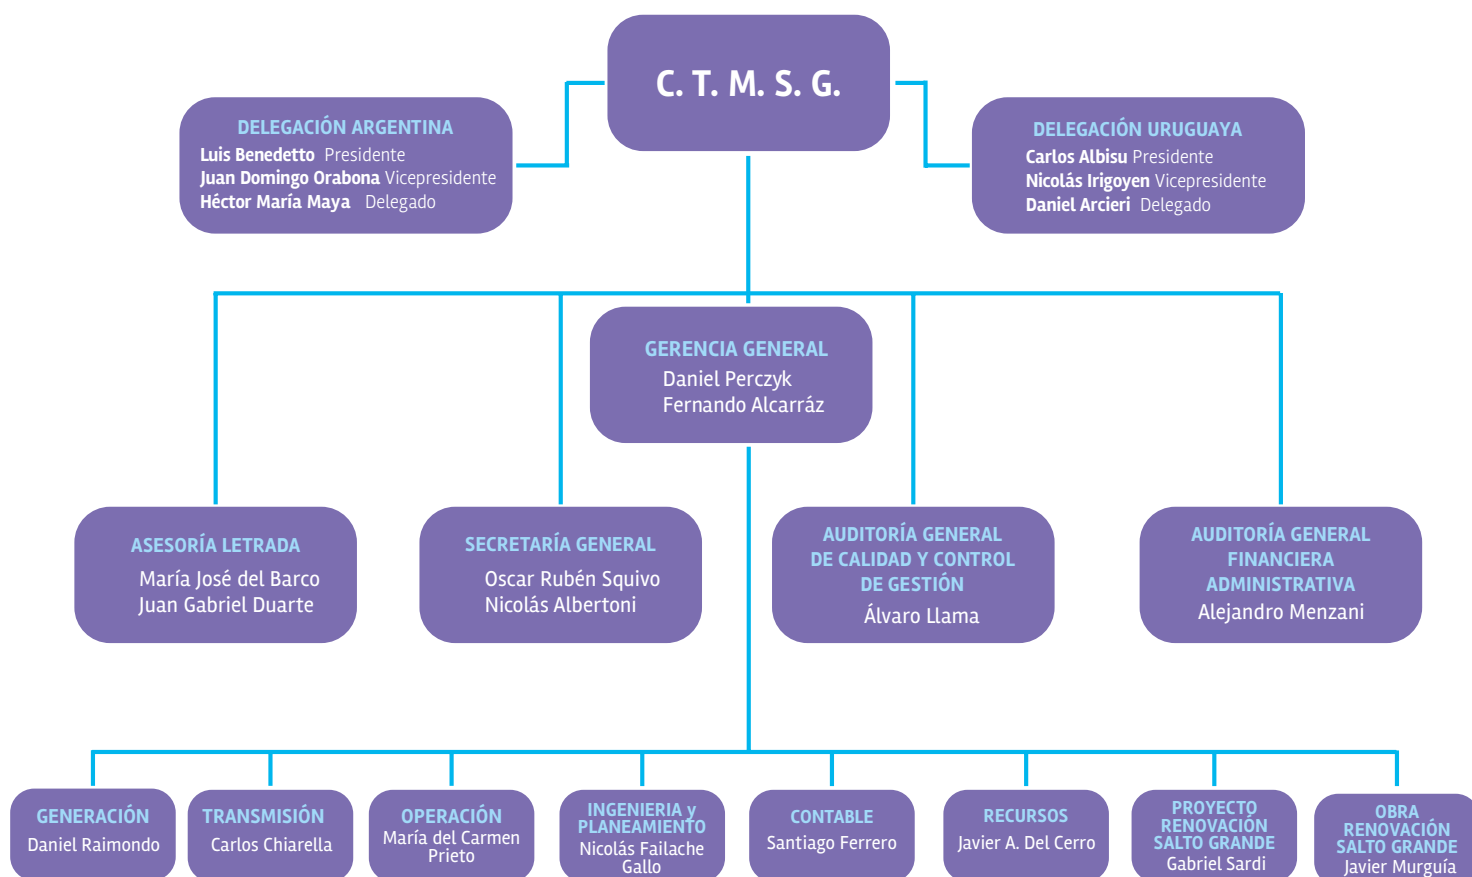 C. T. M. S. G.
DELEGACIÓN ARGENTINA
Luis Benedetto Presidente
Juan Domingo Orabona Vicepresidente
Héctor María Maya Delegado
DELEGACIÓN URUGUAYA
Carlos Albisu Presidente
Nicolás Irigoyen Vicepresidente
Daniel Arcieri Delegado
GERENCIA GENERAL
Daniel Perczyk
Fernando Alcarráz
ASESORÍA LETRADA
María José del Barco
Juan Gabriel Duarte
SECRETARÍA GENERAL
Oscar Rubén Squivo
Nicolás Albertoni
AUDITORÍA GENERAL
DE CALIDAD Y CONTROL
DE GESTIÓN
Álvaro Llama
AUDITORÍA GENERAL
FINANCIERA
ADMINISTRATIVA
Alejandro Menzani
GENERACIÓN
Daniel Raimondo
TRANSMISIÓN
Carlos Chiarella
OPERACIÓN
María del Carmen
Prieto
INGENIERIA y
PLANEAMIENTO
Nicolás Failache
Gallo
CONTABLE
Santiago Ferrero
RECURSOS
Javier A. Del Cerro
PROYECTO
RENOVACIÓN
SALTO GRANDE
Gabriel Sardi
OBRA
RENOVACIÓN
SALTO GRANDE
Javier Murguía